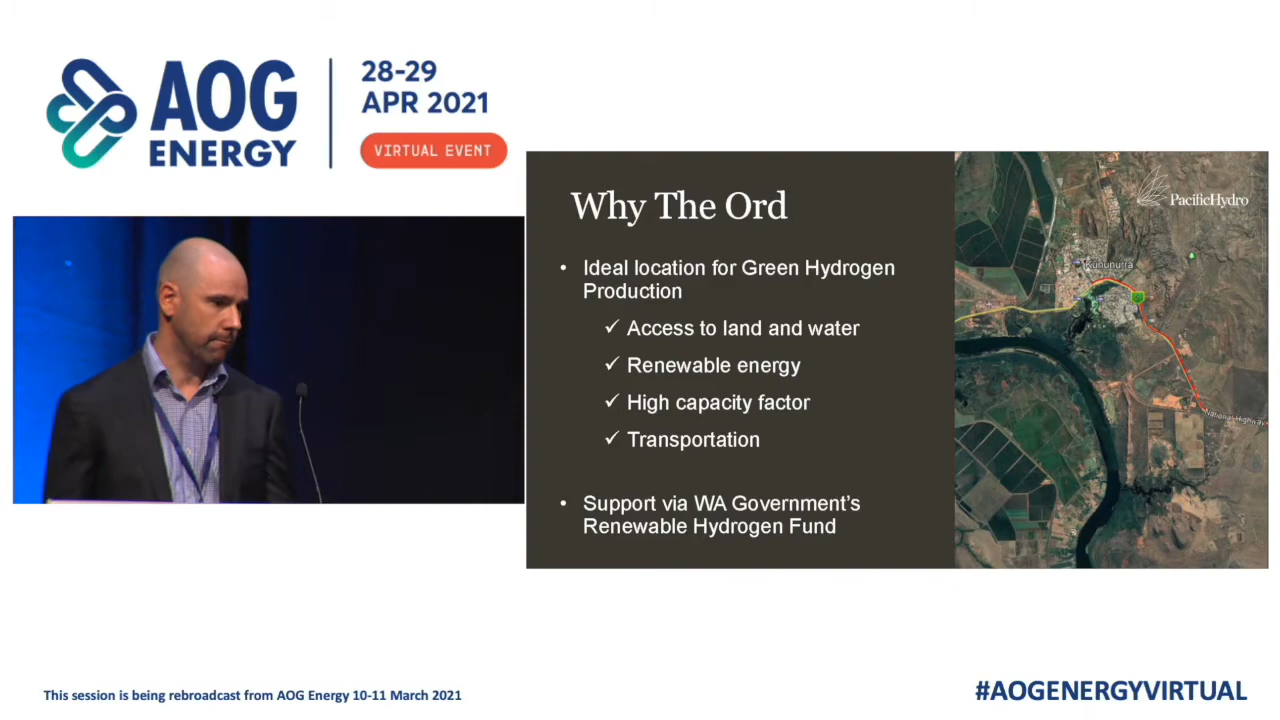 AOG
ENERGY
28-29
APR 2021
VIRTUAL EVENT
Why The Ord
• Ideal location for Green Hydrogen
Production
✓ Access to land and water
✓ Renewable energy
✓ High capacity factor
✓ Transportation
• Support via WA Government's
Renewable Hydrogen Fund
PacificHydro
Kununurra
National Highway
This session is being rebroadcast from AOG Energy 10-11 March 2021
#AOGENERGYVIRTUAL